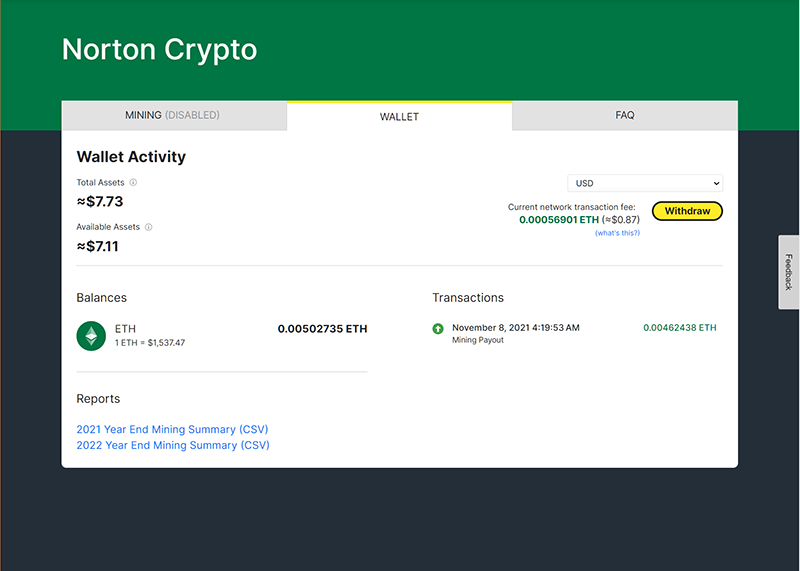 Norton Crypto
MINING (DISABLED)
WALLET
FAQ
Wallet Activity
Total Assets
≈$7.73
Available Assets
≈$7.11
USD
Current network transaction fee:
0.00056901 ETH (≈$0.87)
(what's this?)
Withdraw
Feedback
Balances
ETH
1 ETH = $1,537.47
0.00502735 ETH
Transactions
November 8, 2021 4:19:53 AM
Mining Payout
0.00462438 ETH
Reports
2021 Year End Mining Summary (CSV)
2022 Year End Mining Summary (CSV)